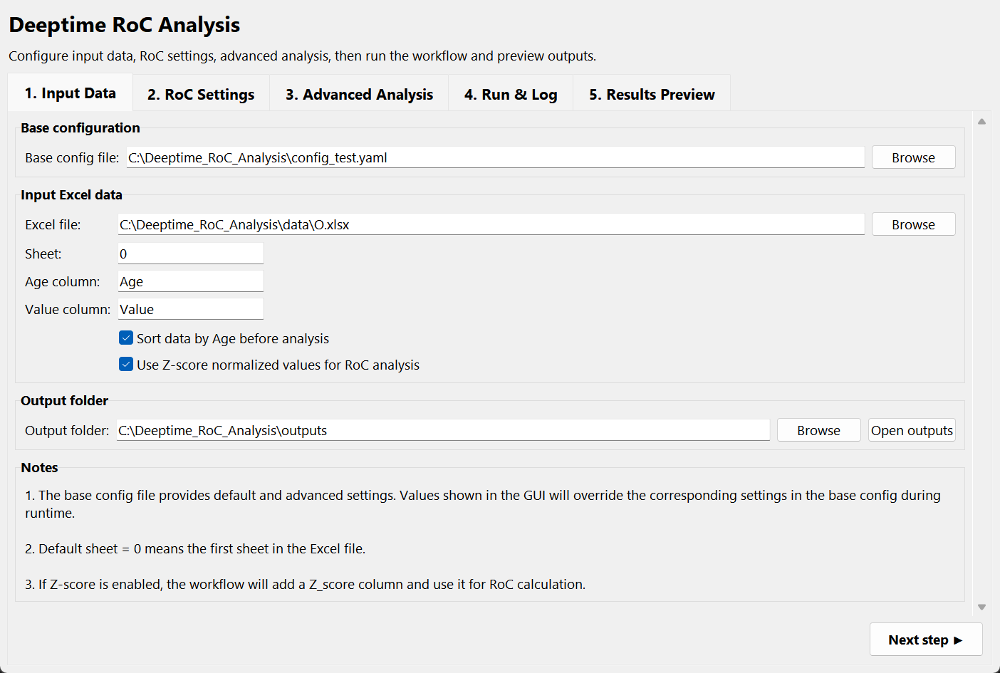 Deeptime RoC Analysis
Configure input data, RoC settings, advanced analysis, then run the workflow and preview outputs.
1. Input Data
2. RoC Settings
3. Advanced Analysis
4. Run & Log
5. Results Preview
Base configuration
Base config file: C:\Deeptime_RoC_Analysis\config_test.yaml Browse
Input Excel data
Excel file: C:\Deeptime_RoC_Analysis\data\O.xlsx Browse
Sheet: 0
Age column: Age
Value column: Value
Sort data by Age before analysis
Use Z-score normalized values for RoC analysis
Output folder
Output folder: C:\Deeptime_RoC_Analysis\outputs Browse Open outputs
Notes
1. The base config file provides default and advanced settings. Values shown in the GUI will override the corresponding settings in the base config during
runtime.
2. Default sheet = 0 means the first sheet in the Excel file.
3. If Z-score is enabled, the workflow will add a Z_score column and use it for RoC calculation.
Next step ►